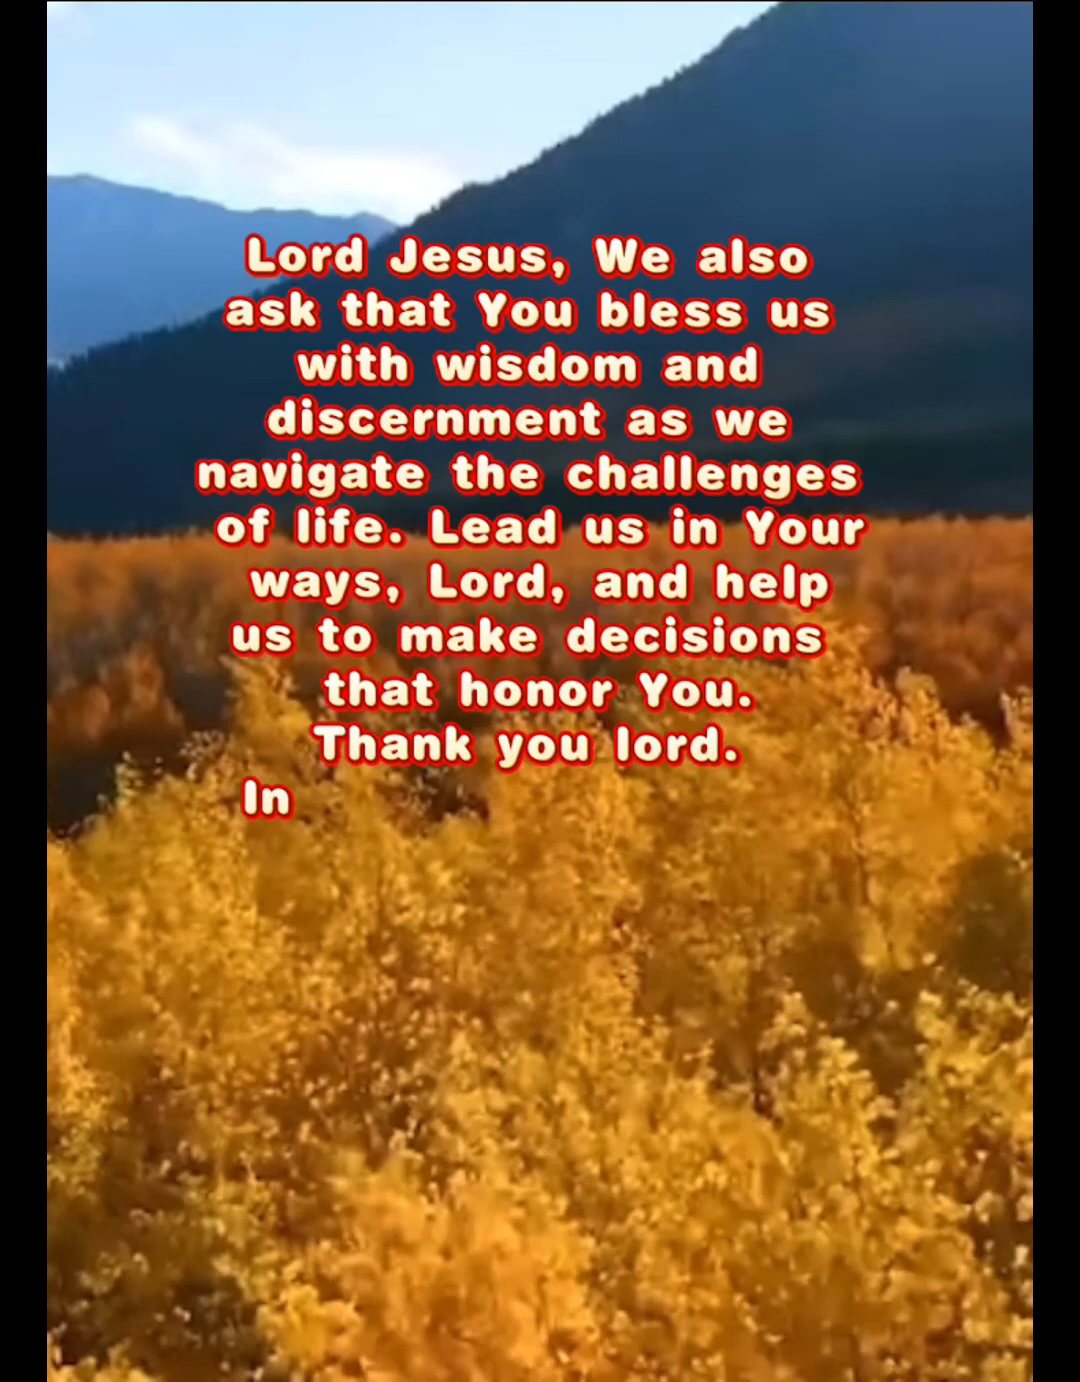 Lord Jesus, We also
ask that You bless us
with wisdom and
discernment as we
navigate the challenges
of life. Lead us in Your
ways, Lord, and help
us to make decisions
that honor You.
Thank you lord.
In